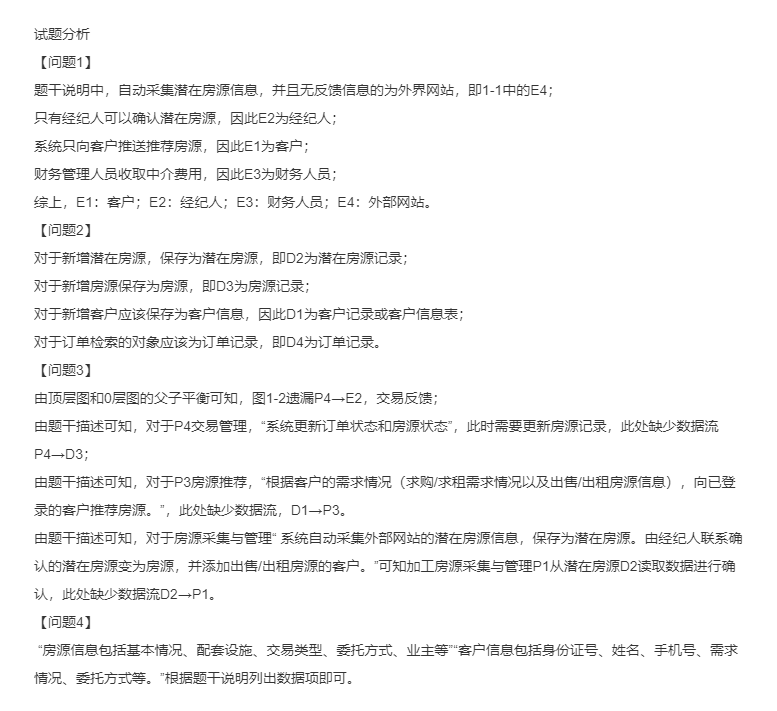 试题分析
【问题1】
题干说明中，自动采集潜在房源信息，并且无反馈信息的为外界网站，即1-1中的E4；
只有经纪人可以确认潜在房源，因此E2为经纪人；
系统只向客户推送推荐房源，因此E1为客户；
财务管理人员收取中介费用，因此E3为财务人员；
综上，E1：客户；E2：经纪人；E3：财务人员；E4：外部网站。
【问题2】
对于新增潜在房源，保存为潜在房源，即D2为潜在房源记录；
对于新增房源保存为房源，即D3为房源记录；
对于新增客户应该保存为客户信息，因此D1为客户记录或客户信息表；
对于订单检索的对象应该为订单记录，即D4为订单记录。
【问题3】
由顶层图和0层图的父子平衡可知，图1-2遗漏P4→E2，交易反馈；
由题干描述可知，对于P4交易管理，“系统更新订单状态和房源状态”，此时需要更新房源记录，此处缺少数据流
P4→D3；
由题干描述可知，对于P3房源推荐，“根据客户的需求情况（求购/求租需求情况以及出售/出租房源信息），向已登
录的客户推荐房源。”，此处缺少数据流，D1→P3。
由题干描述可知，对于房源采集与管理“ 系统自动采集外部网站的潜在房源信息，保存为潜在房源。由经纪人联系确
认的潜在房源变为房源，并添加出售/出租房源的客户。”可知加工房源采集与管理P1从潜在房源D2读取数据进行确
认，此处缺少数据流D2→P1。
【问题4】
“房源信息包括基本情况、配套设施、交易类型、委托方式、业主等”“客户信息包括身份证号、姓名、手机号、需求
情况、委托方式等。”根据题干说明列出数据项即可。